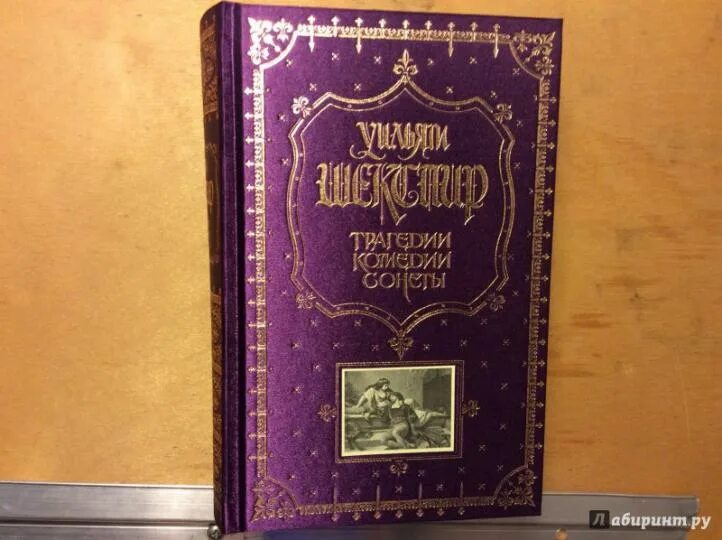 Уильям
ШЕКСПИР
ТРАГЕДИИ
КОМЕДИИ
СОНЕТЫ
Лабиринт.ру